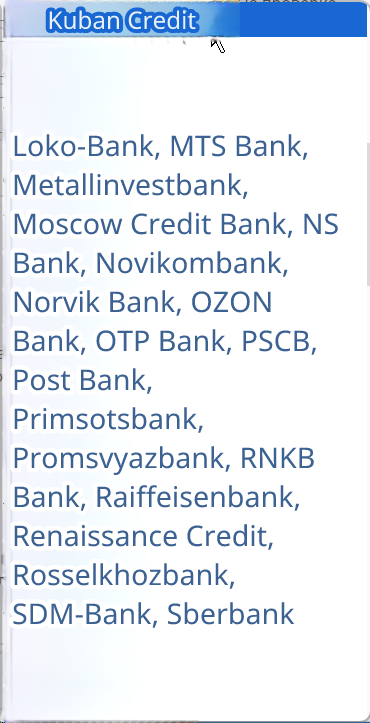 Kuban Credit
Loko-Bank, MTS Bank,
Metallinvestbank,
Moscow Credit Bank, NS
Bank, Novikombank,
Norvik Bank, OZON
Bank, OTP Bank, PSCB,
Post Bank,
Primsotsbank,
Promsvyazbank, RNKB
Bank, Raiffeisenbank,
Renaissance Credit,
Rosselkhozbank,
SDM-Bank, Sberbank